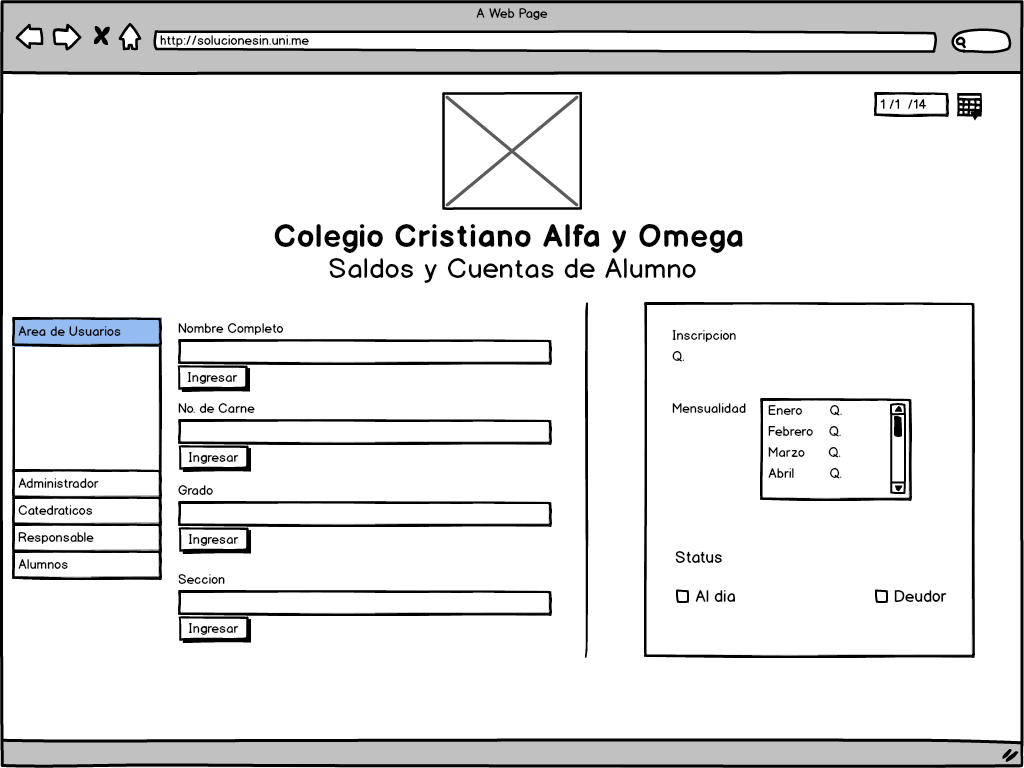 A Web Page
http://solucionesin.uni.me
1 /1 /14
Colegio Cristiano Alfa y Omega
Saldos y Cuentas de Alumno
Area de Usuarios
Administrador
Catedraticos
Responsable
Alumnos
Nombre Completo
Ingresar
No. de Carne
Ingresar
Grado
Ingresar
Seccion
Ingresar
Inscripcion
Q.
Mensualidad
Enero Q.
Febrero Q.
Marzo Q.
Abril Q.
Status
Al dia
Deudor